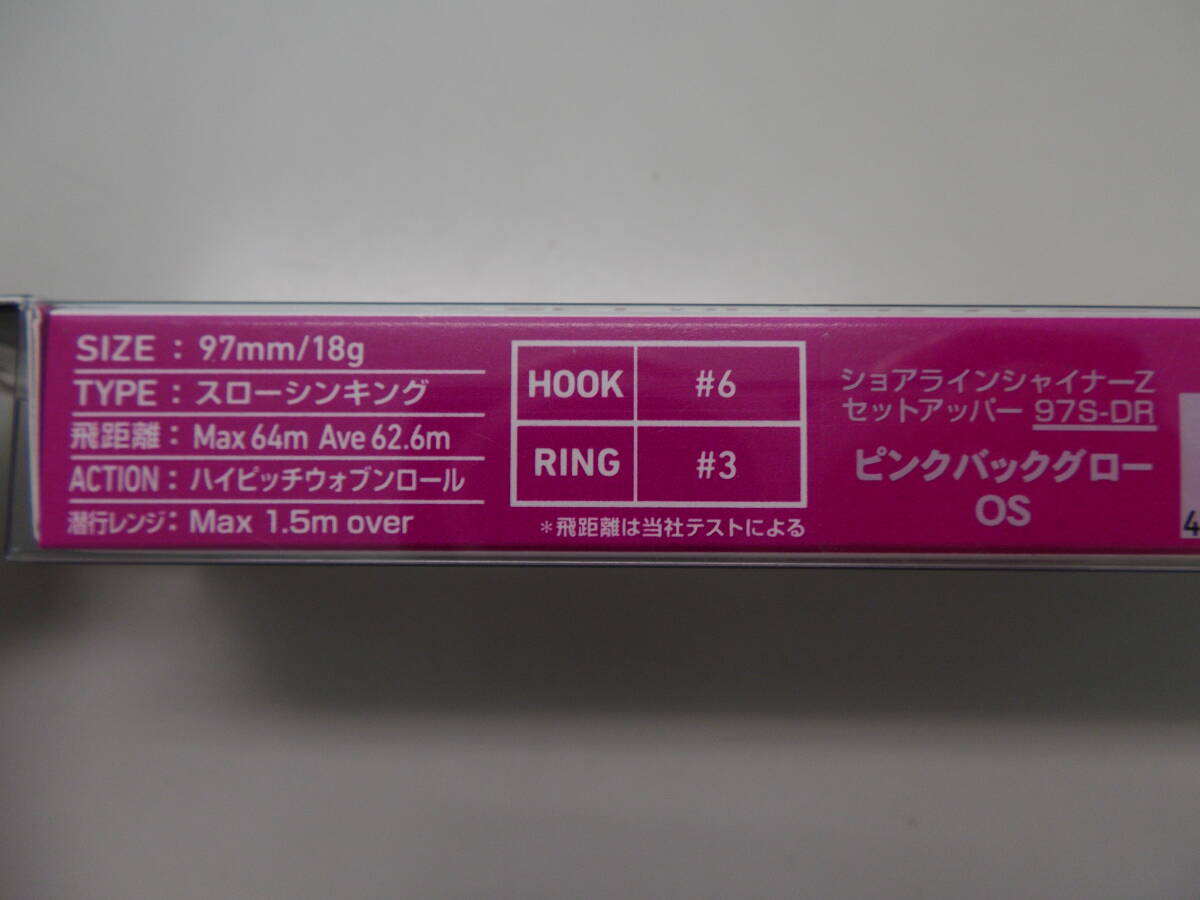 SIZE : 97mm/18g
TYPE : スローシンキング
飛距離 : Max 64m Ave 62.6m
ACTION : ハイピッチウォブンロール
潜行レンジ : Max 1.5m over
HOOK #6
RING #3
*飛距離は当社テストによる
ショアラインシャイナーZ
セットアッパー 97S-DR
ピンクバックグロー
OS
4